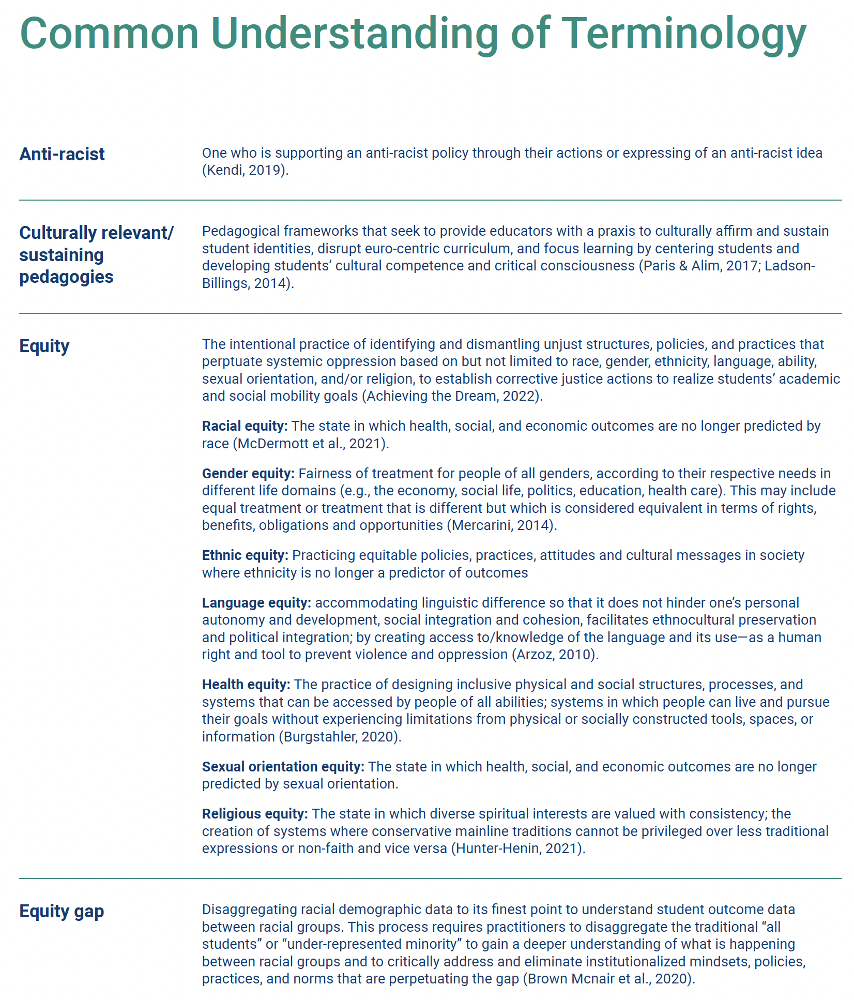 Common Understanding of Terminology
Anti-racist
One who is supporting an anti-racist policy through their actions or expressing of an anti-racist idea
(Kendi, 2019).
Culturally relevant/
sustaining
pedagogies
Pedagogical frameworks that seek to provide educators with a praxis to culturally affirm and sustain
student identities, disrupt euro-centric curriculum, and focus learning by centering students and
developing students’ cultural competence and critical consciousness (Paris & Alim, 2017; Ladson-
Billings, 2014).
Equity
The intentional practice of identifying and dismantling unjust structures, policies, and practices that
perptuate systemic oppression based on but not limited to race, gender, ethnicity, language, ability,
sexual orientation, and/or religion, to establish corrective justice actions to realize students’ academic
and social mobility goals (Achieving the Dream, 2022).
Racial equity: The state in which health, social, and economic outcomes are no longer predicted by
race (McDermott et al., 2021).
Gender equity: Fairness of treatment for people of all genders, according to their respective needs in
different life domains (e.g., the economy, social life, politics, education, health care). This may include
equal treatment or treatment that is different but which is considered equivalent in terms of rights,
benefits, obligations and opportunities (Mercarini, 2014).
Ethnic equity: Practicing equitable policies, practices, attitudes and cultural messages in society
where ethnicity is no longer a predictor of outcomes
Language equity: accommodating linguistic difference so that it does not hinder one’s personal
autonomy and development, social integration and cohesion, facilitates ethnocultural preservation
and political integration; by creating access to/knowledge of the language and its use—as a human
right and tool to prevent violence and oppression (Arzoz, 2010).
Health equity: The practice of designing inclusive physical and social structures, processes, and
systems that can be accessed by people of all abilities; systems in which people can live and pursue
their goals without experiencing limitations from physical or socially constructed tools, spaces, or
information (Burgstahler, 2020).
Sexual orientation equity: The state in which health, social, and economic outcomes are no longer
predicted by sexual orientation.
Religious equity: The state in which diverse spiritual interests are valued with consistency; the
creation of systems where conservative mainline traditions cannot be privileged over less traditional
expressions or non-faith and vice versa (Hunter-Henin, 2021).
Equity gap
Disaggregating racial demographic data to its finest point to understand student outcome data
between racial groups. This process requires practitioners to disaggregate the traditional “all
students” or “under-represented minority” to gain a deeper understanding of what is happening
between racial groups and to critically address and eliminate institutionalized mindsets, policies,
practices, and norms that are perpetuating the gap (Brown Mcnair et al., 2020).